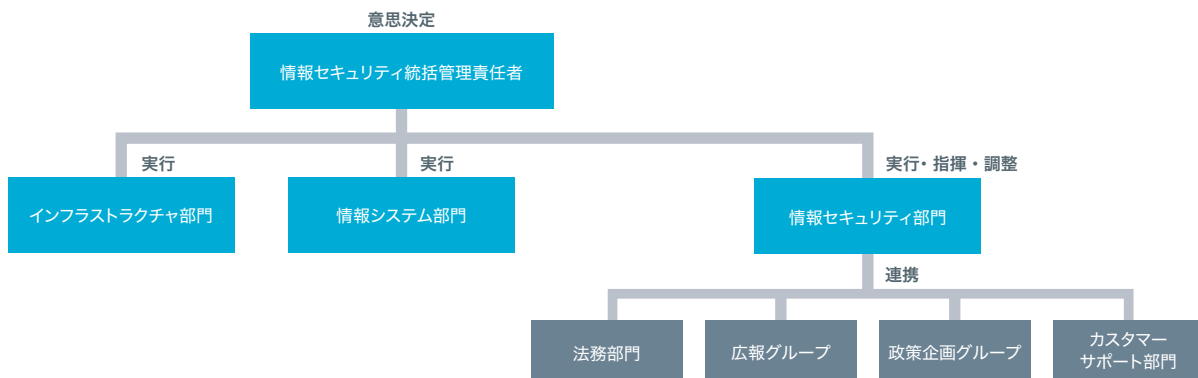 意思決定
情報セキュリティ統括管理責任者
実行
実行
実行・指揮・調整
インフラストラクチャ部門
情報システム部門
情報セキュリティ部門
連携
法務部門
広報グループ
政策企画グループ
カスタマー
サポート部門